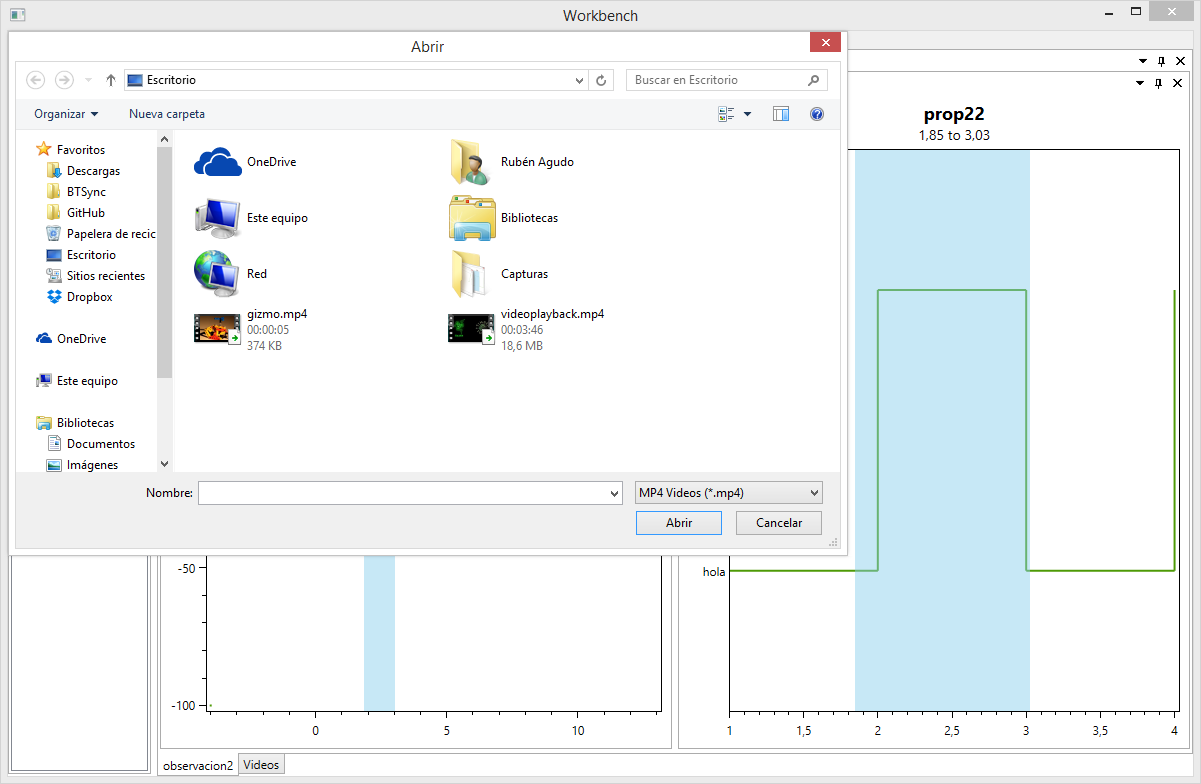 Workbench
Abrir
Escritorio
Buscar en Escritorio
Organizar
Nueva carpeta
Favoritos
Descargas
BTSync
GitHub
Papelera de recic
Escritorio
Sitios recientes
Dropbox
OneDrive
Este equipo
Bibliotecas
Documentos
Imágenes
OneDrive
Rubén Agudo
Este equipo
Bibliotecas
Red
Capturas
gizmo.mp4
00:00:05
374 KB
videoplayback.mp4
00:03:46
18,6 MB
Nombre:
MP4 Videos (*.mp4)
Abrir
Cancelar
prop22
1,85 to 3,03
hola
1 1,5 2 2,5 3 3,5 4
-50
-100
0 5 10
observacion2
Videos